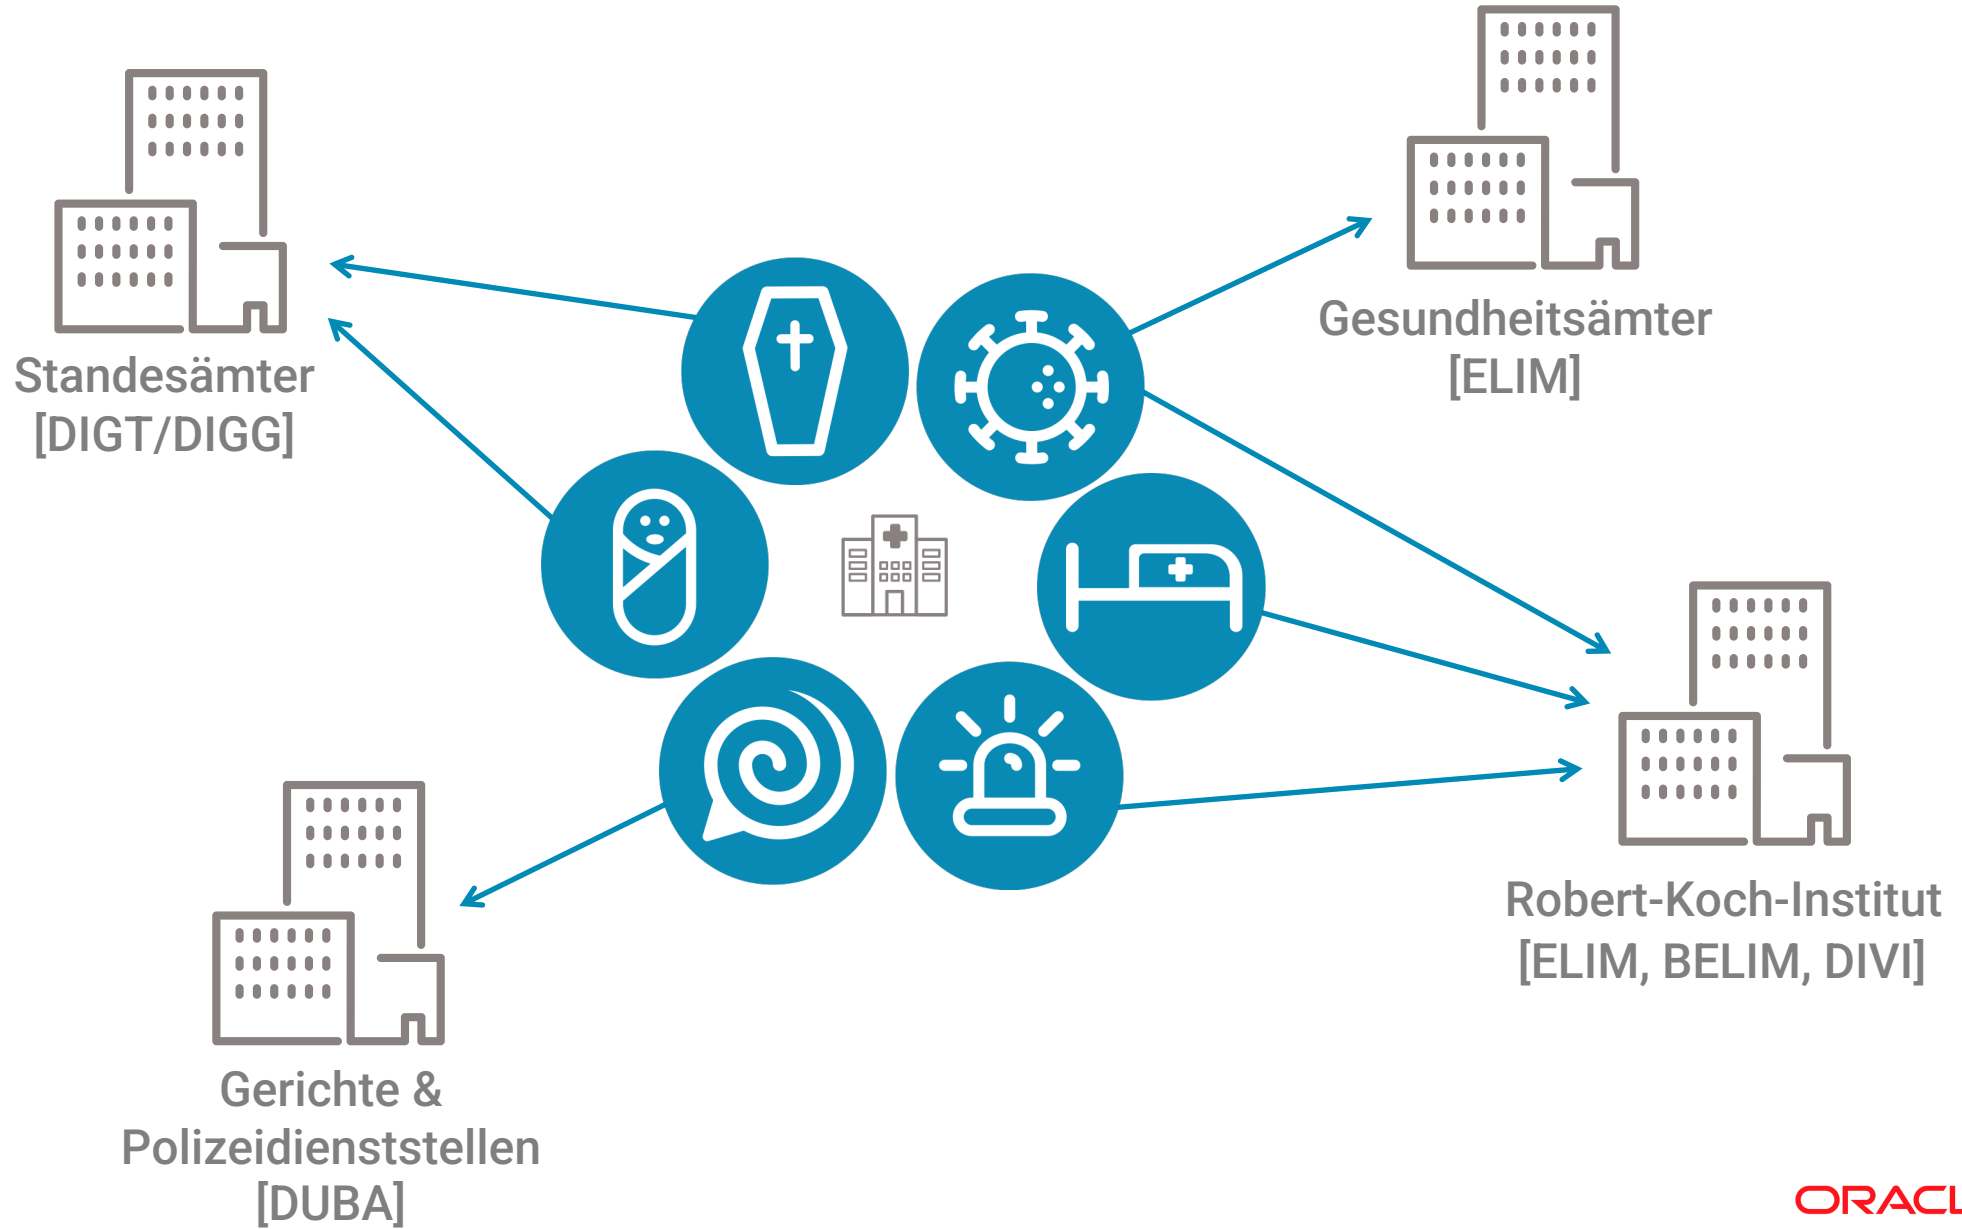 Gesundheitsämter
[ELIM]
Standesämter
[DIGT/DIGG]
Robert-Koch-Institut
[ELIM, BELIM, DIVI]
Gerichte &
Polizeidienststellen
[DUBA]
ORACL